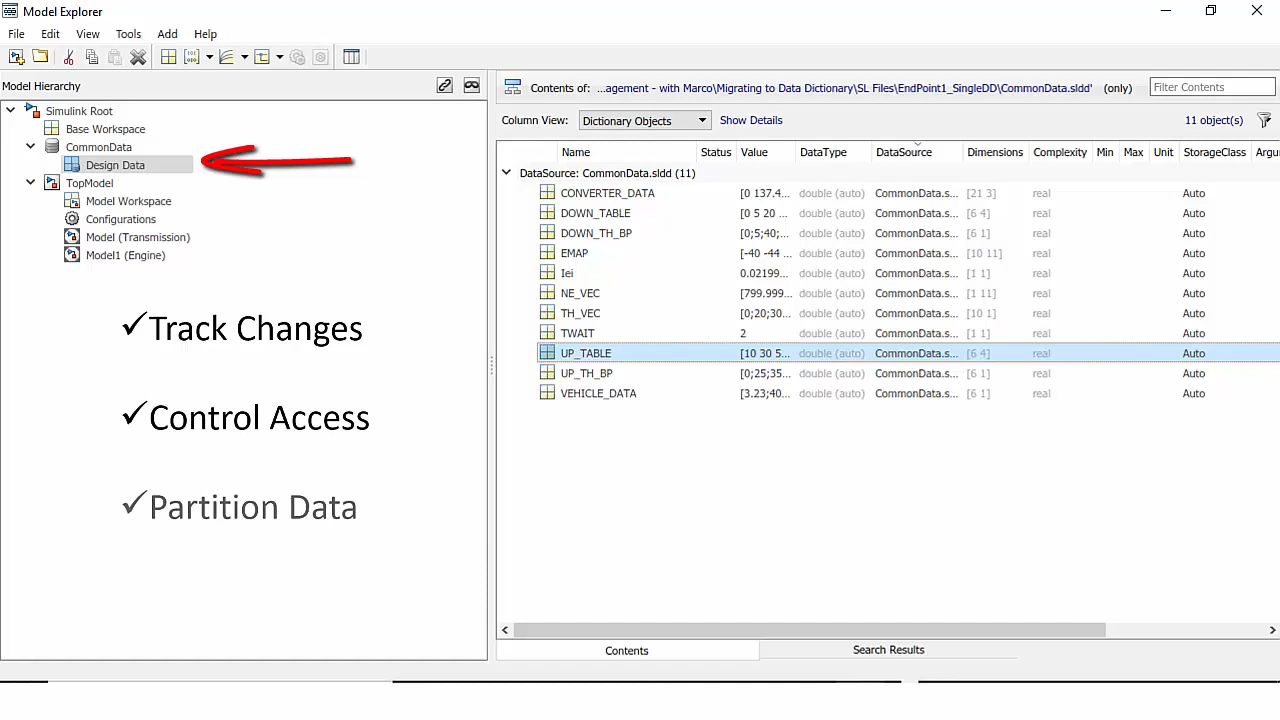 Model Explorer
File Edit View Tools Add Help
Model Hierarchy
Simulink Root
Base Workspace
CommonData
Design Data
TopModel
Model Workspace
Configurations
Model (Transmission)
Model1 (Engine)
✓Track Changes
✓Control Access
✓Partition Data
Contents of: ...agement - with Marco\Migrating to Data Dictionary\SL Files\EndPoint1_SingleDD\CommonData.sldd' (only) Filter Contents
Column View: Dictionary Objects Show Details 11 object(s)
Name Status Value DataType DataSource Dimensions Complexity Min Max Unit StorageClass Argu
DataSource: CommonData.sldd (11)
CONVERTER_DATA [0 137.4... double (auto) CommonData.s... [21 3] real Auto
DOWN_TABLE [0 5 20 ... double (auto) CommonData.s... [6 4] real Auto
DOWN_TH_BP [0;5;40;... double (auto) CommonData.s... [6 1] real Auto
EMAP [-40 -44 ... double (auto) CommonData.s... [10 11] real Auto
Iei 0.02199... double (auto) CommonData.s... [1 1] real Auto
NE_VEC [799.999... double (auto) CommonData.s... [1 11] real Auto
TH_VEC [0;20;30... double (auto) CommonData.s... [10 1] real Auto
TWAIT 2 double (auto) CommonData.s... [1 1] real Auto
UP_TABLE [10 30 5... double (auto) CommonData.s... [6 4] real Auto
UP_TH_BP [0;25;35... double (auto) CommonData.s... [6 1] real Auto
VEHICLE_DATA [3.23;40... double (auto) CommonData.s... [6 1] real Auto
Contents Search Results